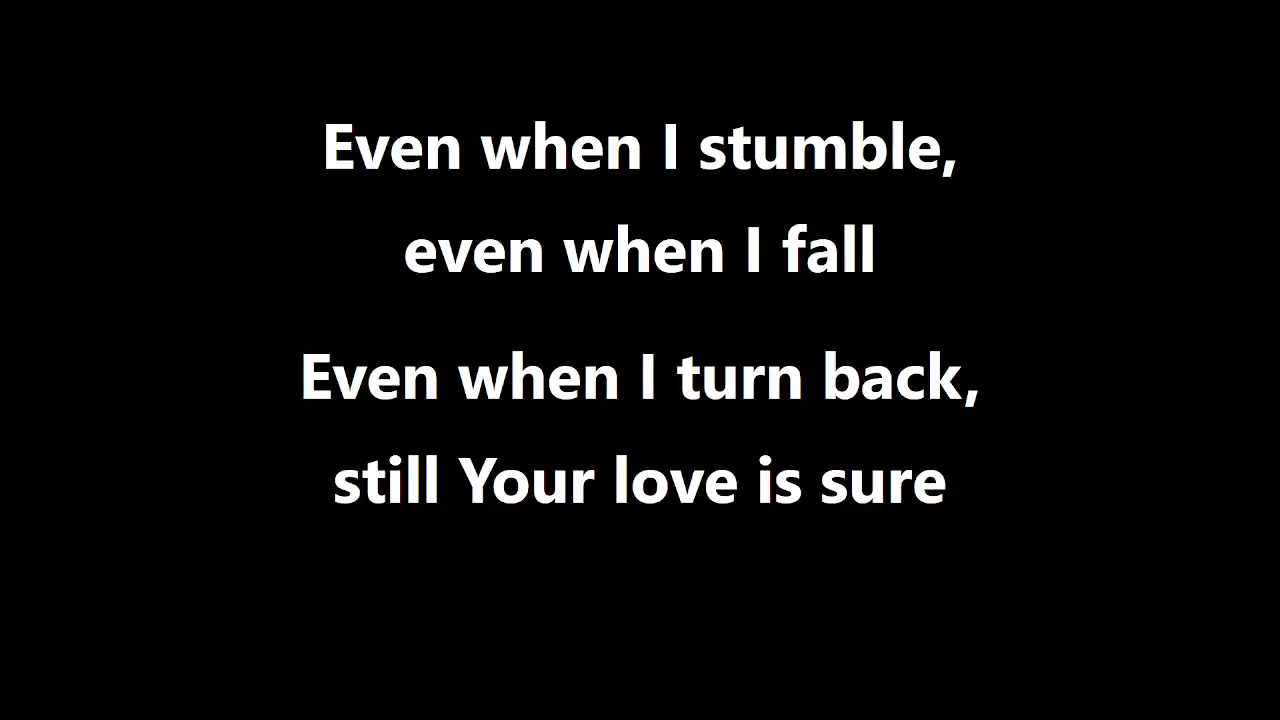 Even when I stumble,
even when I fall
Even when I turn back,
still Your love is sure